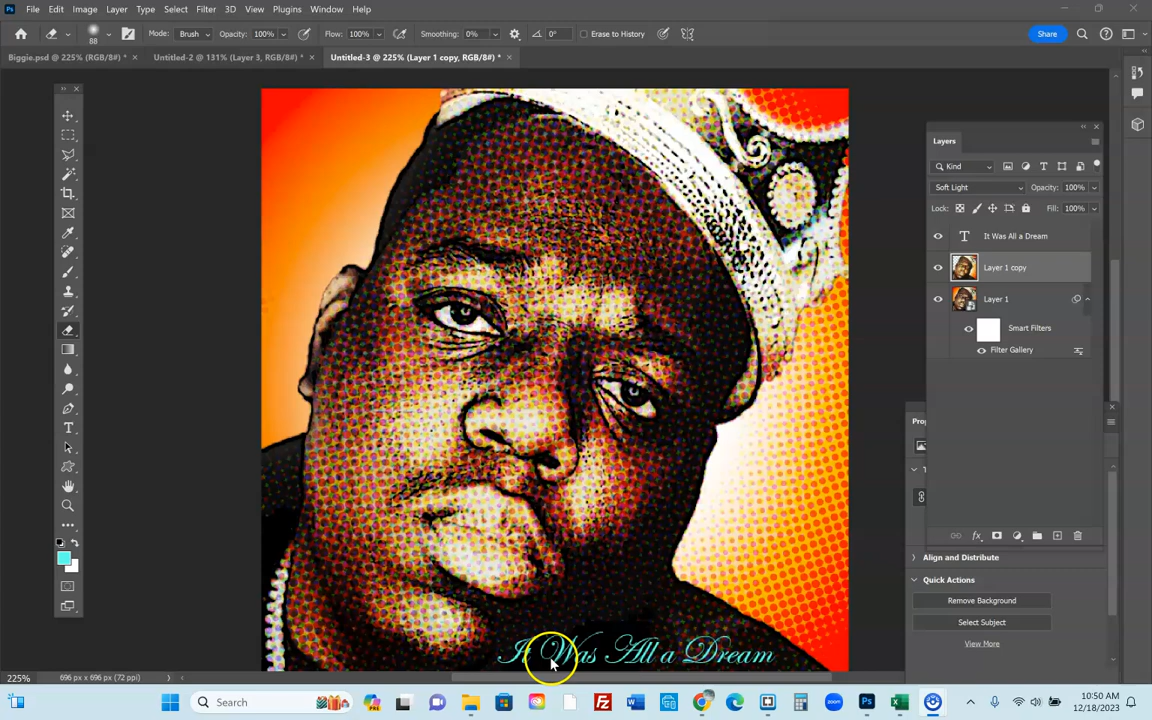 Ps File Edit Image Layer Type Select Filter 3D View Plugins Window Help
88 Mode: Brush Opacity: 100% Flow: 100% Smoothing: 0% 0° Erase to History Share
Biggie.psd @ 225% (RGB/8#) * × Untitled-2 @ 131% (Layer 3, RGB/8#) * × Untitled-3 @ 225% (Layer 1 copy, RGB/8#) * ×
Layers
Kind
Soft Light Opacity: 100%
Lock: Fill: 100%
T It Was All a Dream
Layer 1 copy
Layer 1
Smart Filters
Filter Gallery
Align and Distribute
Quick Actions
Remove Background
Select Subject
View More
It Was All a Dream
225% 696 px x 696 px (72 ppi)
Search
zoom
10:50 AM
12/18/2023